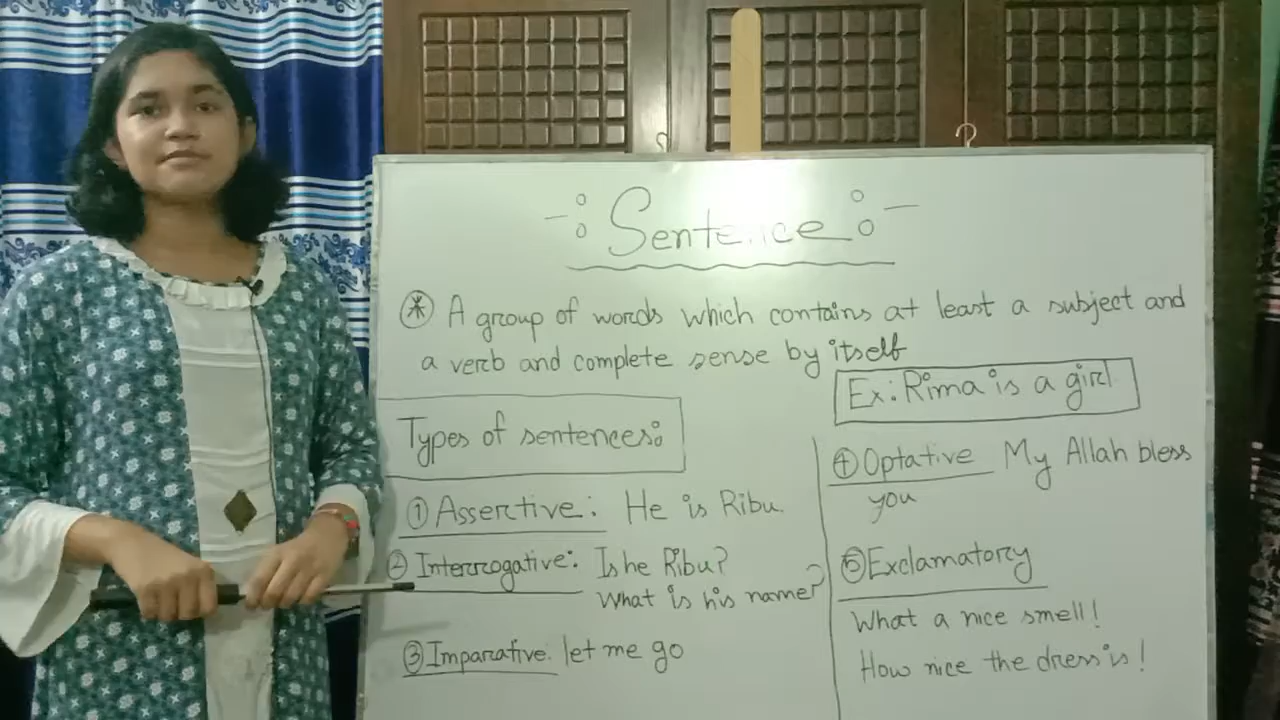 -: Sentence :-
* A group of words which contains at least a subject and
a verb and complete sense by itself
Ex: Rima is a girl
Types of sentences:
① Assertive: He is Ribu.
② Interrogative: Is he Ribu?
What is his name?
③ Imparative: let me go
④ Optative My Allah bless
you
⑤ Exclamatory
What a nice smell!
How nice the dress is!